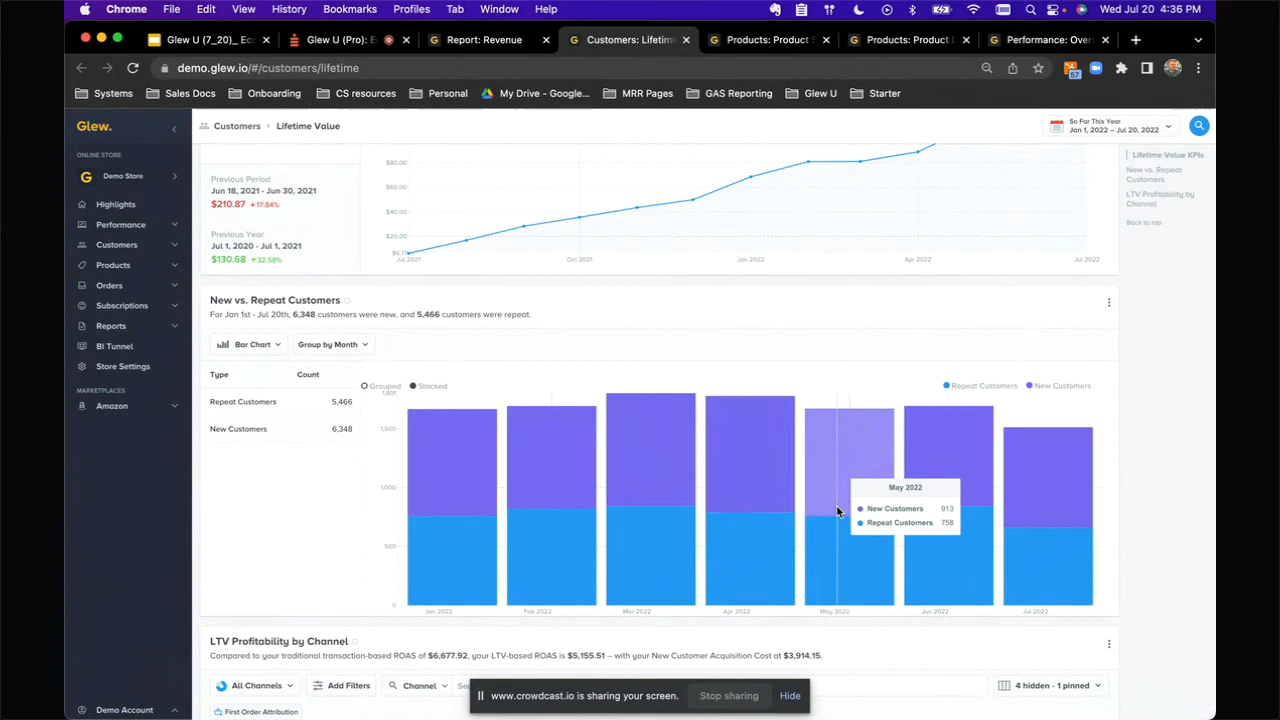 Chrome File Edit View History Bookmarks Profiles Tab Window Help Wed Jul 20 4:36 PM
Glew U (7_20)_ Ec Glew U (Pro): E Report: Revenue Customers: Lifetim Products: Product S Products: Product Performance: Over
demo.glew.io/#/customers/lifetime 57
Systems Sales Docs Onboarding CS resources Personal My Drive - Google... MRR Pages GAS Reporting Glew U Starter
Glew.
ONLINE STORE
G Demo Store
Highlights
Performance
Customers
Products
Orders
Subscriptions
Reports
BI Tunnel
Store Settings
MARKETPLACES
Amazon
Demo Account
Customers Lifetime Value
So For This Year
Jan 1, 2022 – Jul 20, 2022
Lifetime Value KPIs
New vs. Repeat
Customers
LTV Profitability by
Channel
Back to top
Previous Period
Jun 18, 2021 - Jun 30, 2021
$210.87 17.84%
Previous Year
Jul 1, 2020 - Jul 1, 2021
$130.68 32.58%
$80.00
$60.00
$40.00
$20.00
Jul 2021 Oct 2021 Jan 2022 Apr 2022 Jul 2022
New vs. Repeat Customers
For Jan 1st - Jul 20th, 6,348 customers were new, and 5,466 customers were repeat.
Bar Chart Group by Month
Type Count
Repeat Customers 5,466
New Customers 6,348
Grouped Stacked
Repeat Customers New Customers
1,801
1,500
1,000
500
0
May 2022
New Customers 913
Repeat Customers 758
Jan 2022 Feb 2022 Mar 2022 Apr 2022 May 2022 Jun 2022 Jul 2022
LTV Profitability by Channel
Compared to your traditional transaction-based ROAS of $6,677.92, your LTV-based ROAS is $5,155.51 – with your New Customer Acquisition Cost at $3,914.15.
All Channels Add Filters Channel 4 hidden · 1 pinned
First Order Attribution
www.crowdcast.io is sharing your screen. Stop sharing Hide